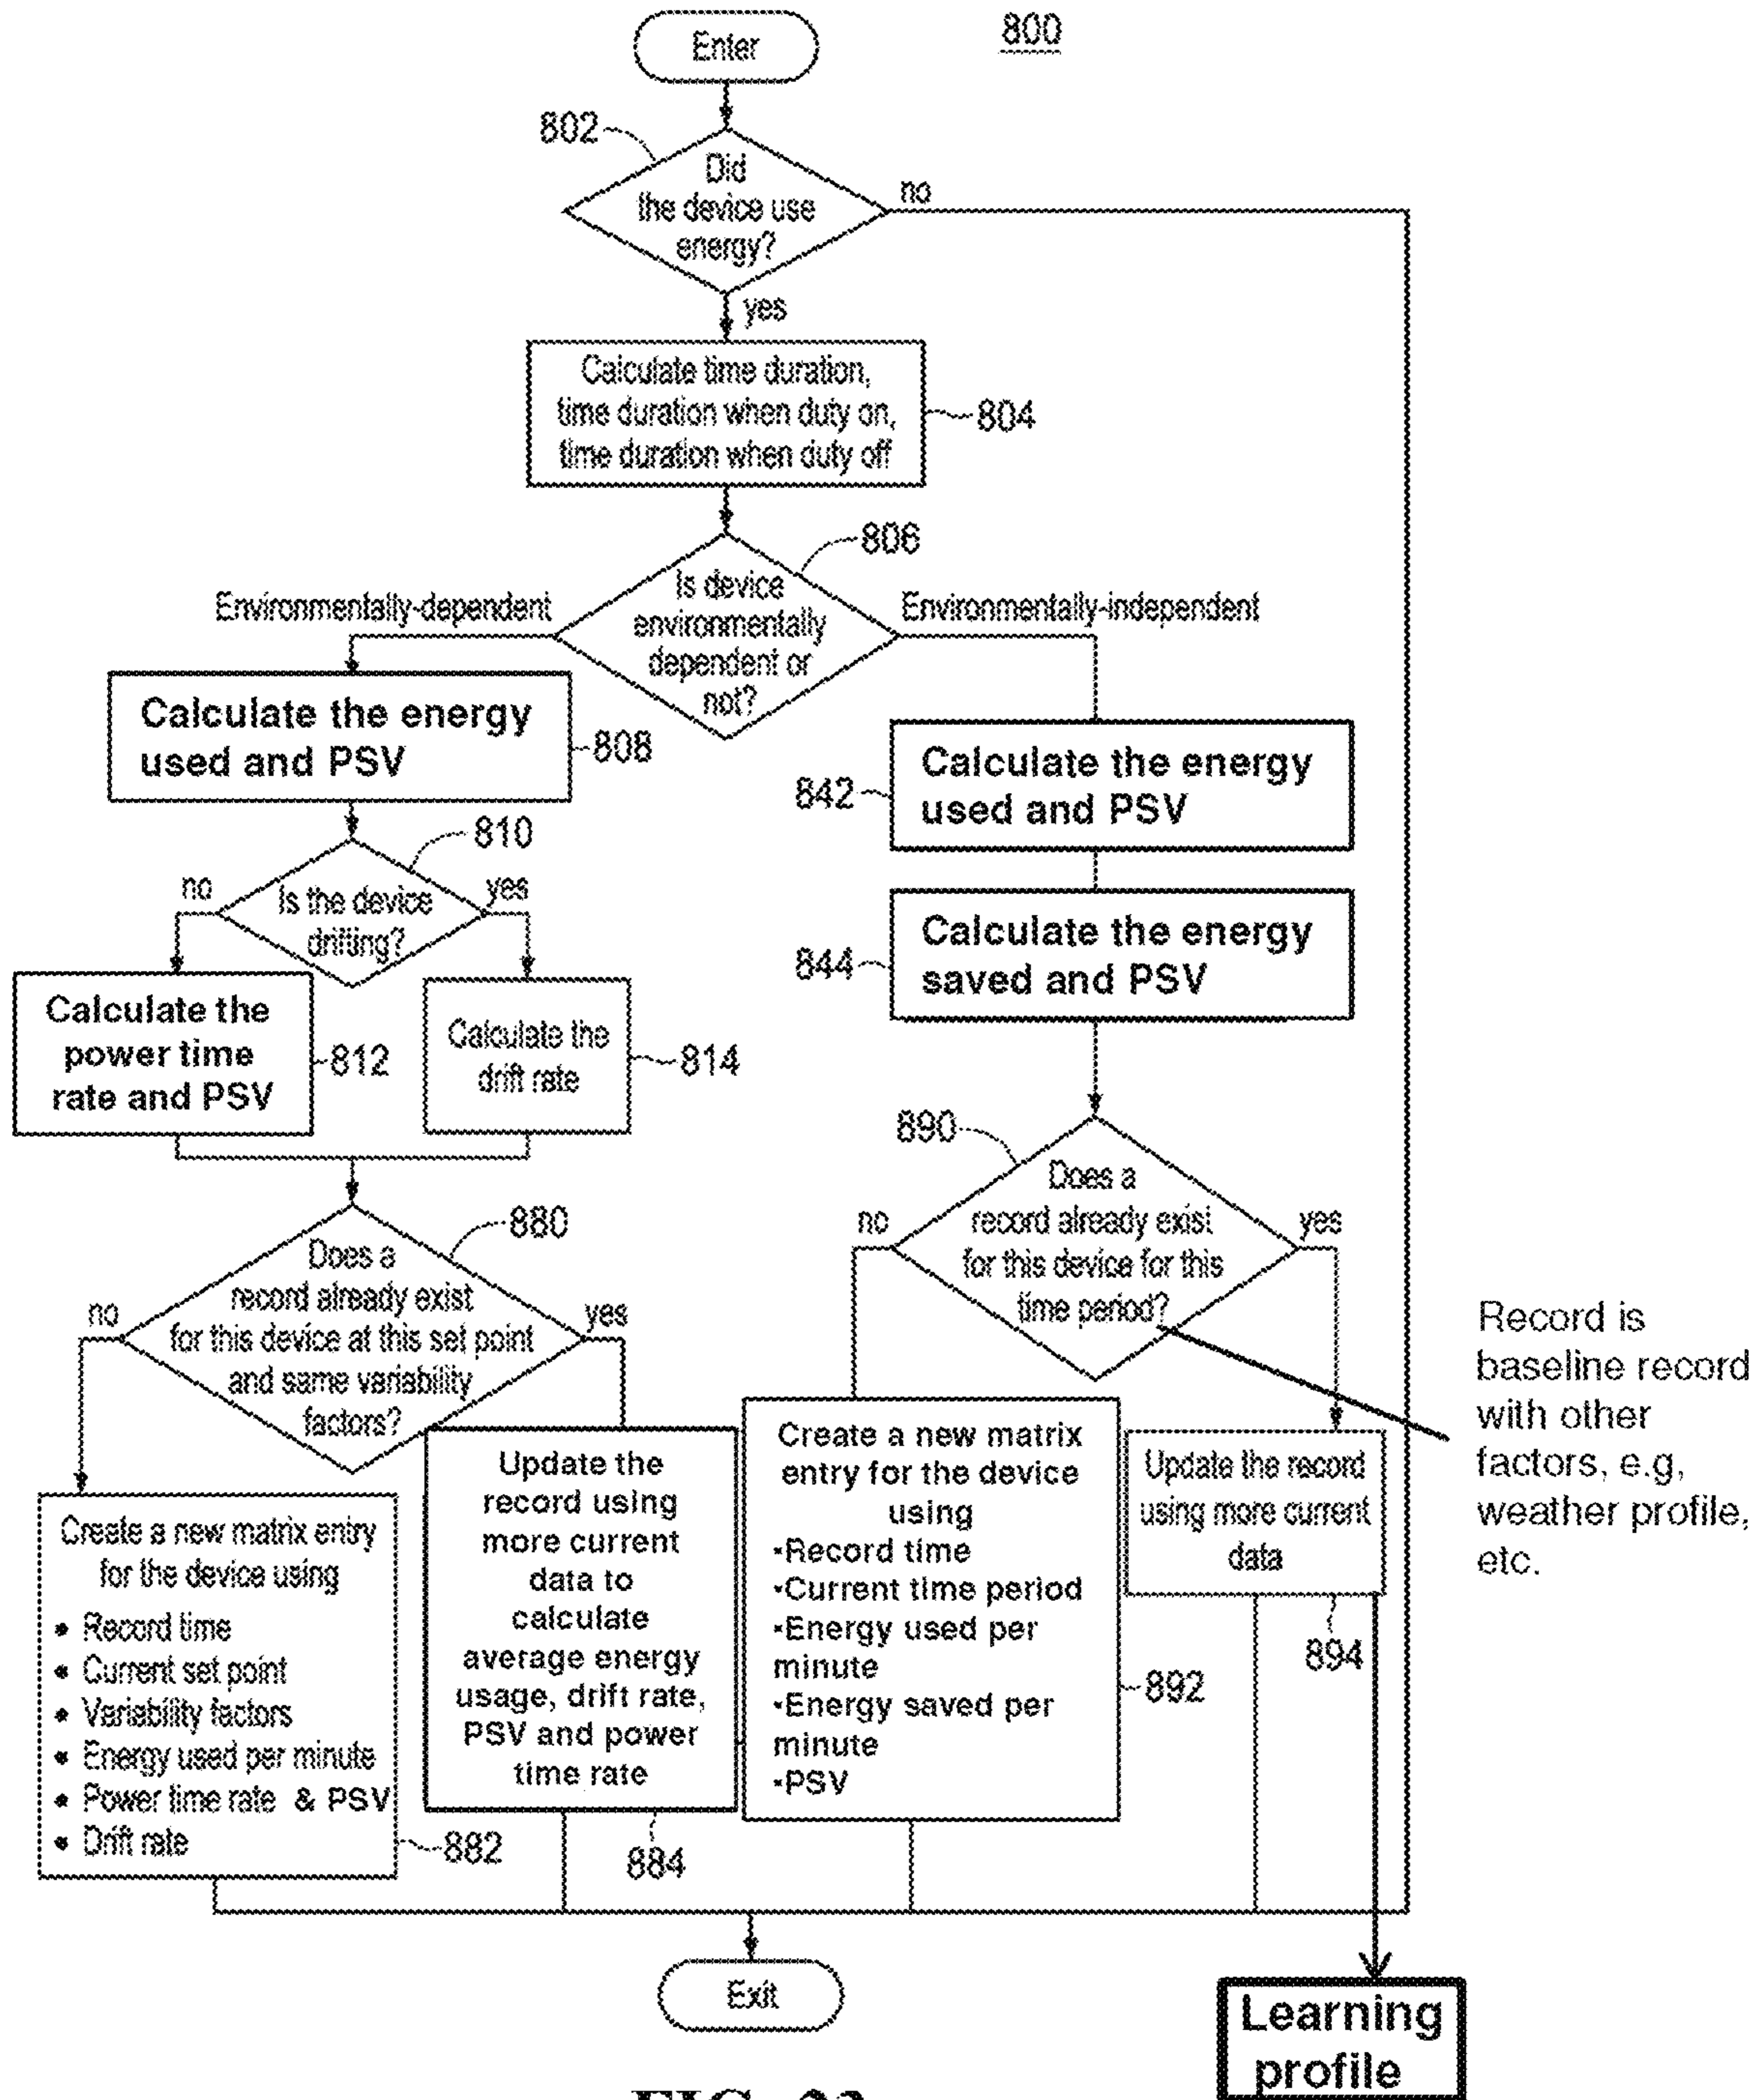 800
Enter
802
Did
the device use
energy?
no
yes
Calculate time duration,
time duration when duty on,
time duration when duty off
804
806
Is device
environmentally
dependent or
not?
Environmentally-dependent
Environmentally-independent
Calculate the energy
used and PSV
808
Calculate the energy
used and PSV
842
810
Is the device
drifting?
no
yes
Calculate the energy
saved and PSV
844
Calculate the
power time
rate and PSV
812
Calculate the
drift rate
814
890
Does a
record already exist
for this device for this
time period?
no
yes
880
Does a
record already exist
for this device at this set point
and same variability
factors?
no
yes
Record is
baseline record
with other
factors, e.g,
weather profile,
etc.
Create a new matrix entry
for the device using
• Record time
• Current set point
• Variability factors
• Energy used per minute
• Power time rate & PSV
• Drift rate
882
Update the
record using
more current
data to
calculate
average energy
usage, drift rate,
PSV and power
time rate
884
Create a new matrix
entry for the device
using
•Record time
•Current time period
•Energy used per
minute
•Energy saved per
minute
•PSV
892
Update the record
using more current
data
894
Exit
Learning
profile